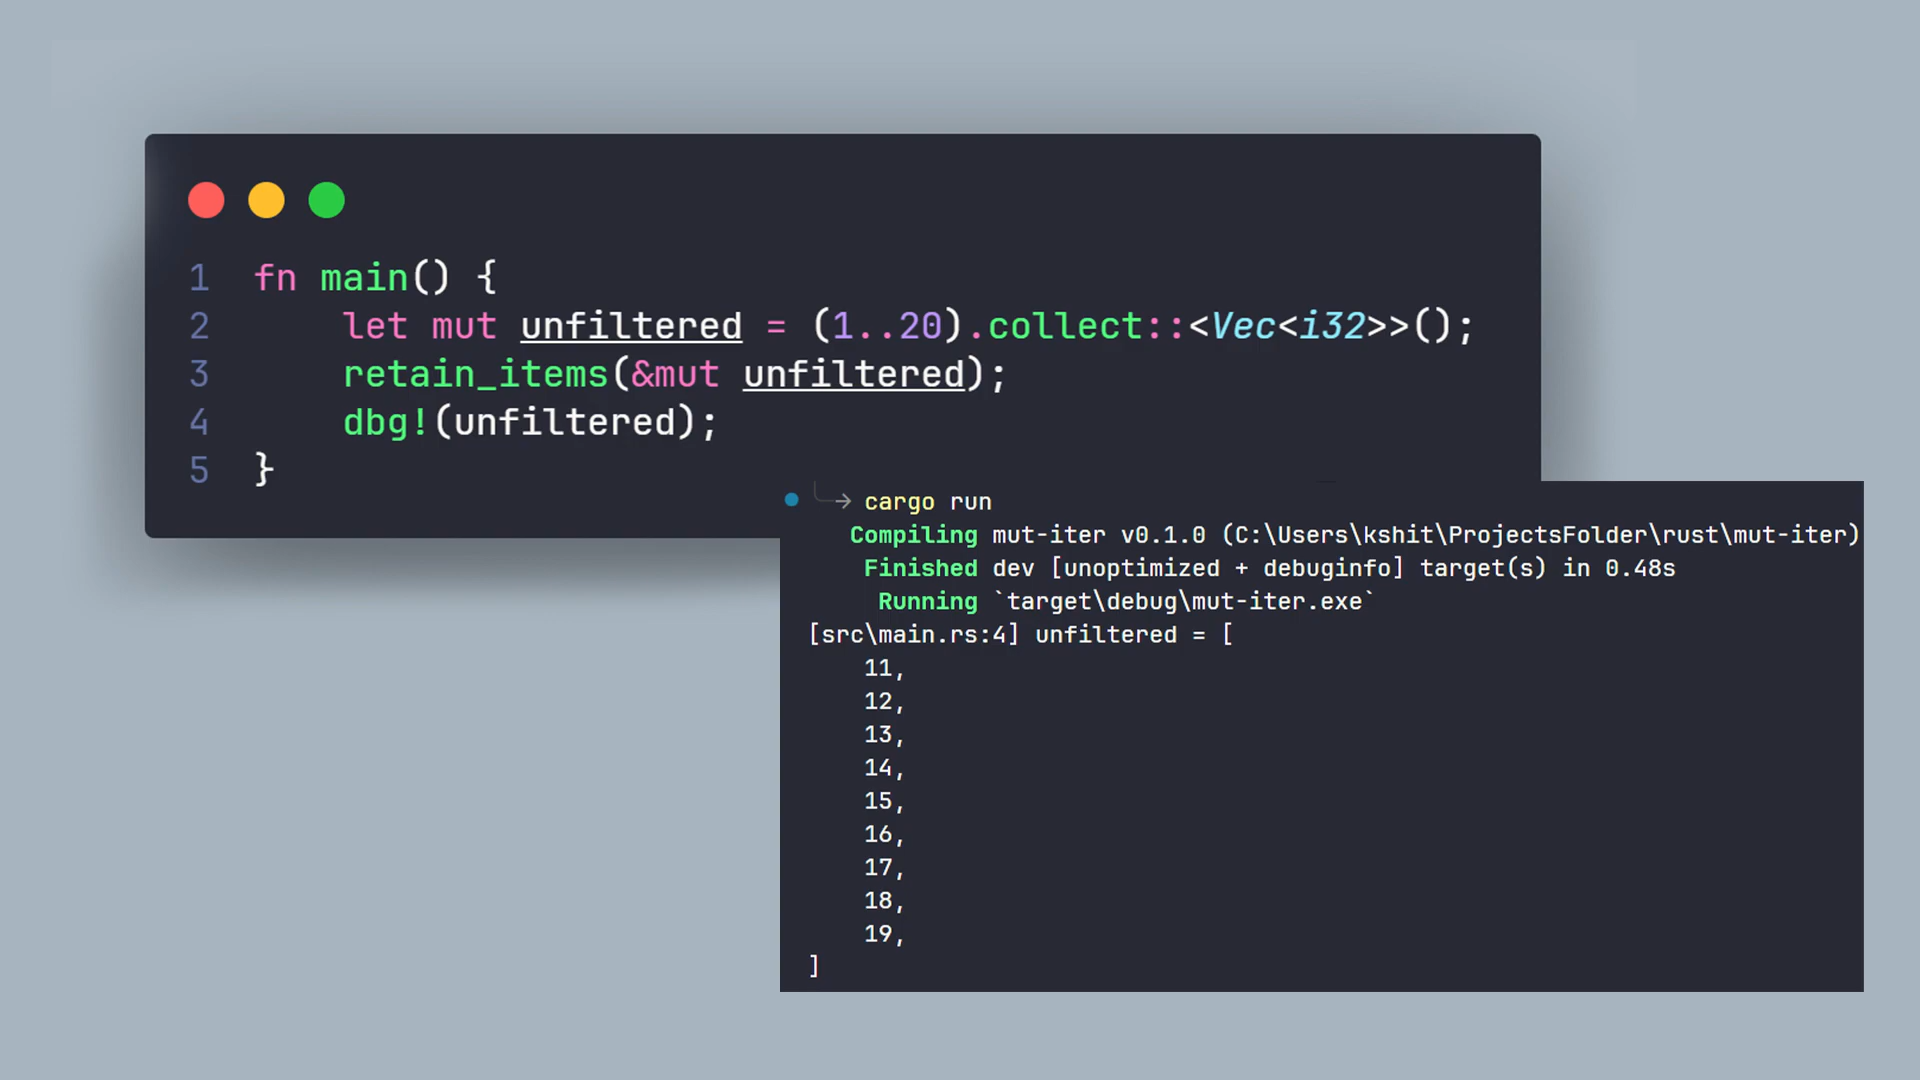 1 fn main() {
2 let mut unfiltered = (1..20).collect::<Vec<i32>>();
3 retain_items(&mut unfiltered);
4 dbg!(unfiltered);
5 }
cargo run
Compiling mut-iter v0.1.0 (C:\Users\kshit\ProjectsFolder\rust\mut-iter)
Finished dev [unoptimized + debuginfo] target(s) in 0.48s
Running `target\debug\mut-iter.exe`
[src\main.rs:4] unfiltered = [
11,
12,
13,
14,
15,
16,
17,
18,
19,
]